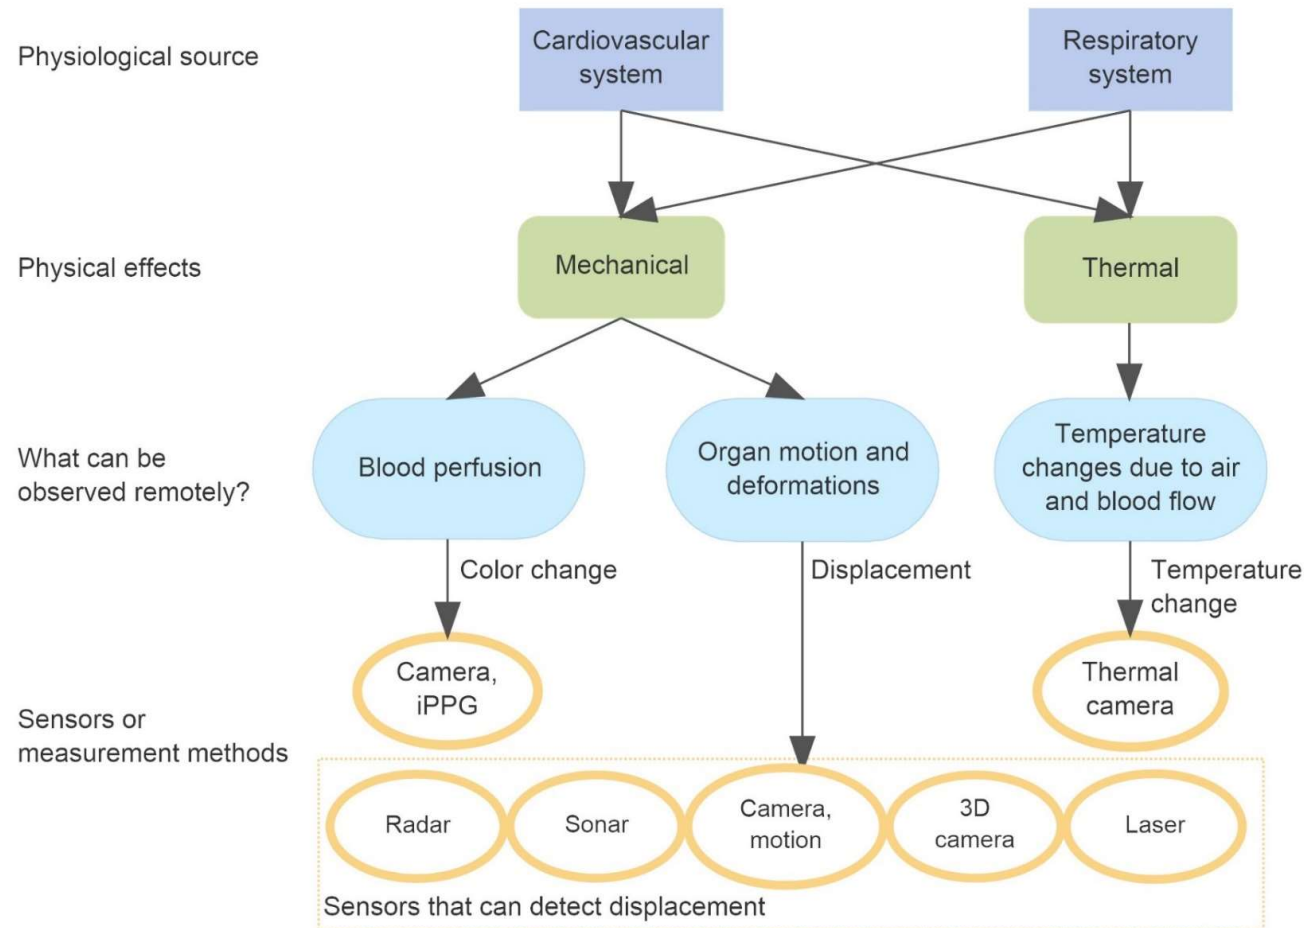 Physiological source
Cardiovascular
system
Respiratory
system
Physical effects
Mechanical
Thermal
What can be
observed remotely?
Blood perfusion
Organ motion and
deformations
Temperature
changes due to air
and blood flow
Color change
Displacement
Temperature
change
Sensors or
measurement methods
Camera,
iPPG
Thermal
camera
Radar
Sonar
Camera,
motion
3D
camera
Laser
Sensors that can detect displacement